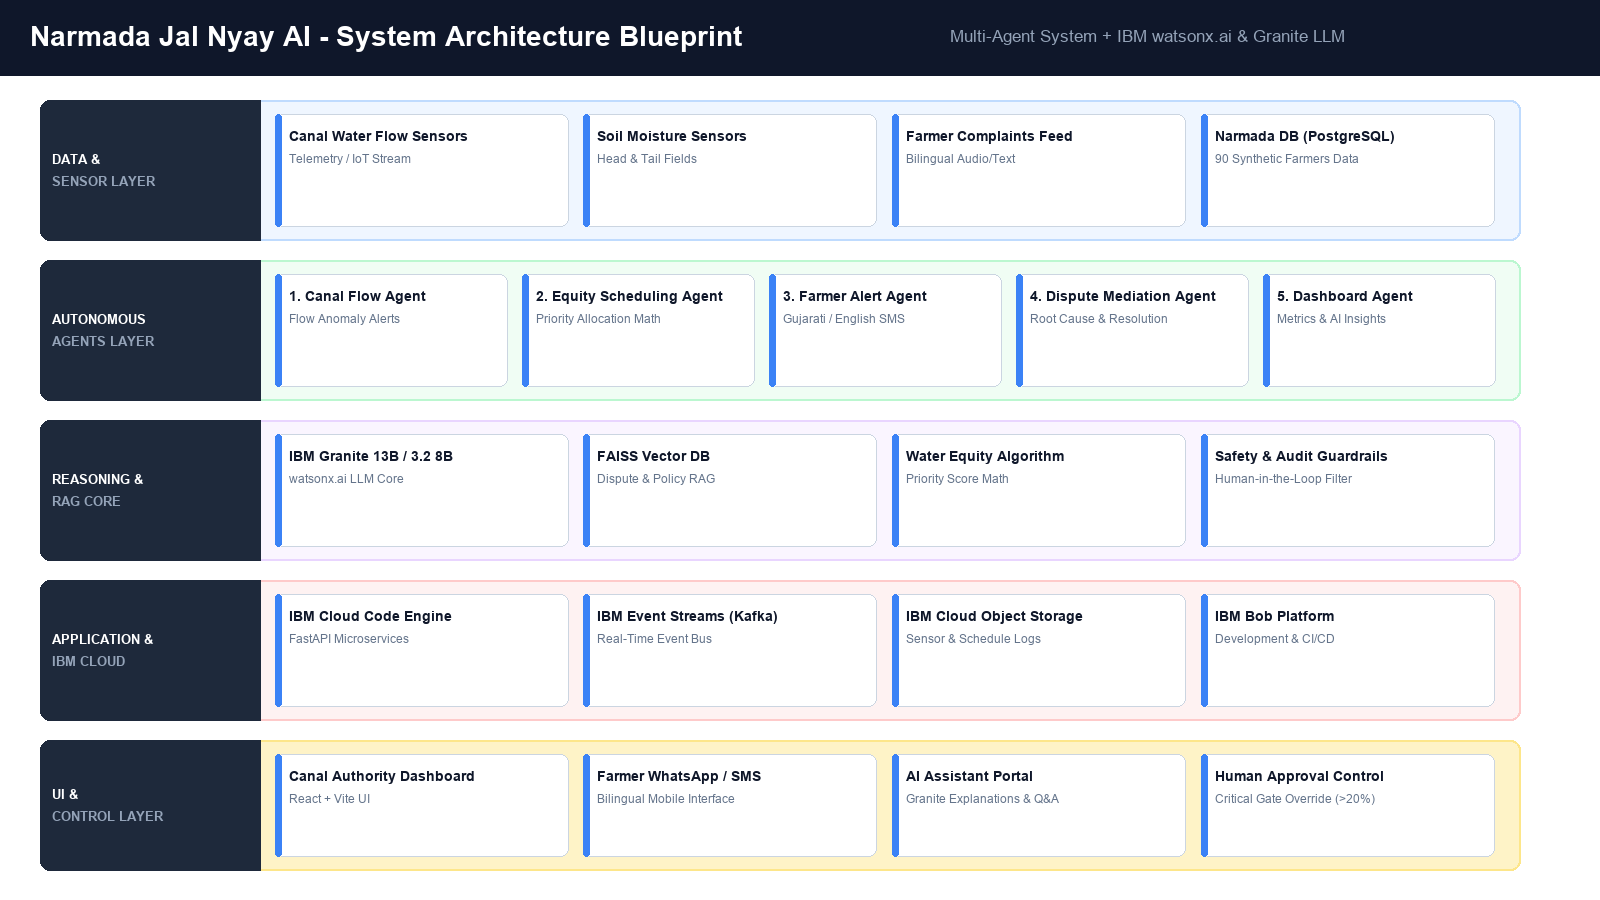 Narmada Jal Nyay AI - System Architecture Blueprint
Multi-Agent System + IBM watsonx.ai & Granite LLM
DATA &
SENSOR LAYER
Canal Water Flow Sensors
Telemetry / IoT Stream
Soil Moisture Sensors
Head & Tail Fields
Farmer Complaints Feed
Bilingual Audio/Text
Narmada DB (PostgreSQL)
90 Synthetic Farmers Data
AUTONOMOUS
AGENTS LAYER
1. Canal Flow Agent
Flow Anomaly Alerts
2. Equity Scheduling Agent
Priority Allocation Math
3. Farmer Alert Agent
Gujarati / English SMS
4. Dispute Mediation Agent
Root Cause & Resolution
5. Dashboard Agent
Metrics & AI Insights
REASONING &
RAG CORE
IBM Granite 13B / 3.2 8B
watsonx.ai LLM Core
FAISS Vector DB
Dispute & Policy RAG
Water Equity Algorithm
Priority Score Math
Safety & Audit Guardrails
Human-in-the-Loop Filter
APPLICATION &
IBM CLOUD
IBM Cloud Code Engine
FastAPI Microservices
IBM Event Streams (Kafka)
Real-Time Event Bus
IBM Cloud Object Storage
Sensor & Schedule Logs
IBM Bob Platform
Development & CI/CD
UI &
CONTROL LAYER
Canal Authority Dashboard
React + Vite UI
Farmer WhatsApp / SMS
Bilingual Mobile Interface
AI Assistant Portal
Granite Explanations & Q&A
Human Approval Control
Critical Gate Override (>20%)